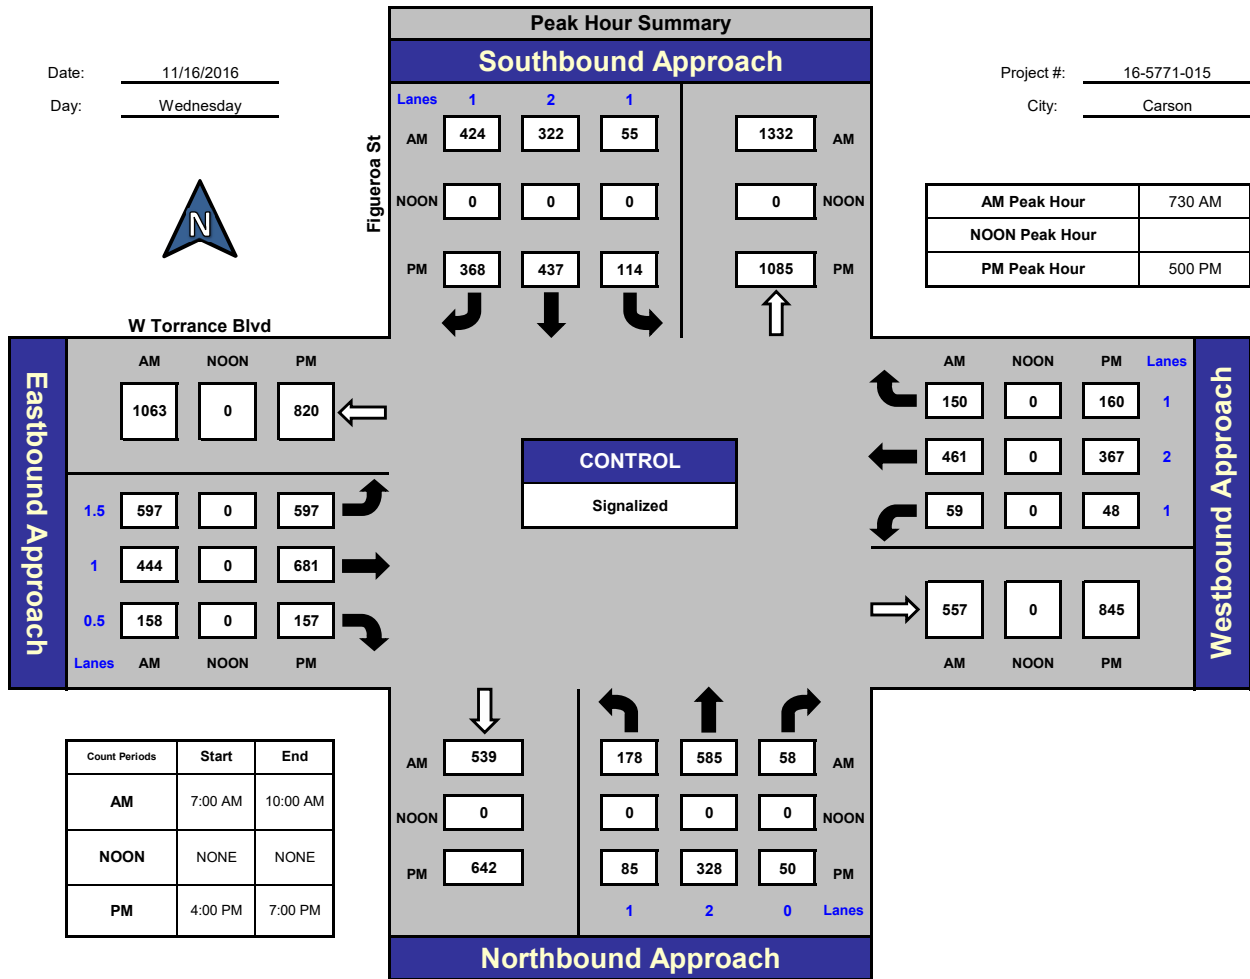 Peak Hour Summary
Southbound Approach
Date: 11/16/2016
Day: Wednesday
Project #: 16-5771-015
City: Carson
N
Figueroa St
Lanes 1 2 1
AM 424 322 55 1332 AM
NOON 0 0 0 0 NOON
PM 368 437 114 1085 PM
AM Peak Hour 730 AM
NOON Peak Hour
PM Peak Hour 500 PM
W Torrance Blvd
Eastbound Approach
AM NOON PM
1063 0 820
1.5 597 0 597
1 444 0 681
0.5 158 0 157
Lanes AM NOON PM
CONTROL
Signalized
AM NOON PM Lanes
150 0 160 1
461 0 367 2
59 0 48 1
557 0 845
AM NOON PM
Westbound Approach
Count Periods Start End
AM 7:00 AM 10:00 AM
NOON NONE NONE
PM 4:00 PM 7:00 PM
AM 539 178 585 58 AM
NOON 0 0 0 0 NOON
PM 642 85 328 50 PM
1 2 0 Lanes
Northbound Approach